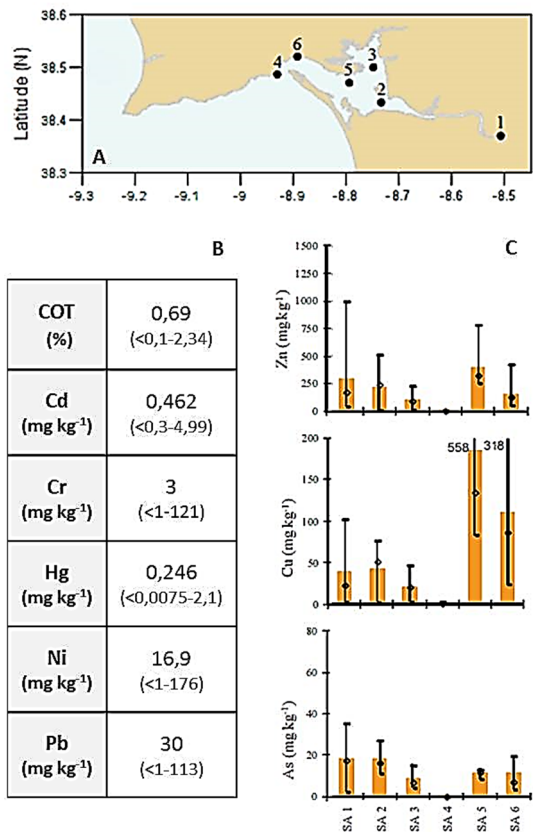 38.6
38.5
38.4
38.3
Latitude (N)
A
6
4
3
5
2
1
-9.3 -9.2 -9.1 -9 -8.9 -8.8 -8.7 -8.6 -8.5
B
COT
(%)
0,69
(<0,1-2,34)
Cd
(mg kg-1)
0,462
(<0,3-4,99)
Cr
(mg kg-1)
3
(<1-121)
Hg
(mg kg-1)
0,246
(<0,0075-2,1)
Ni
(mg kg-1)
16,9
(<1-176)
Pb
(mg kg-1)
30
(<1-113)
C
Zn (mg kg-1)
1500
1250
1000
750
500
250
0
Cu (mg kg-1)
200
150
100
50
0
558
318
As (mg kg-1)
80
60
40
20
0
SA 1
SA 2
SA 3
SA 4
SA 5
SA 6